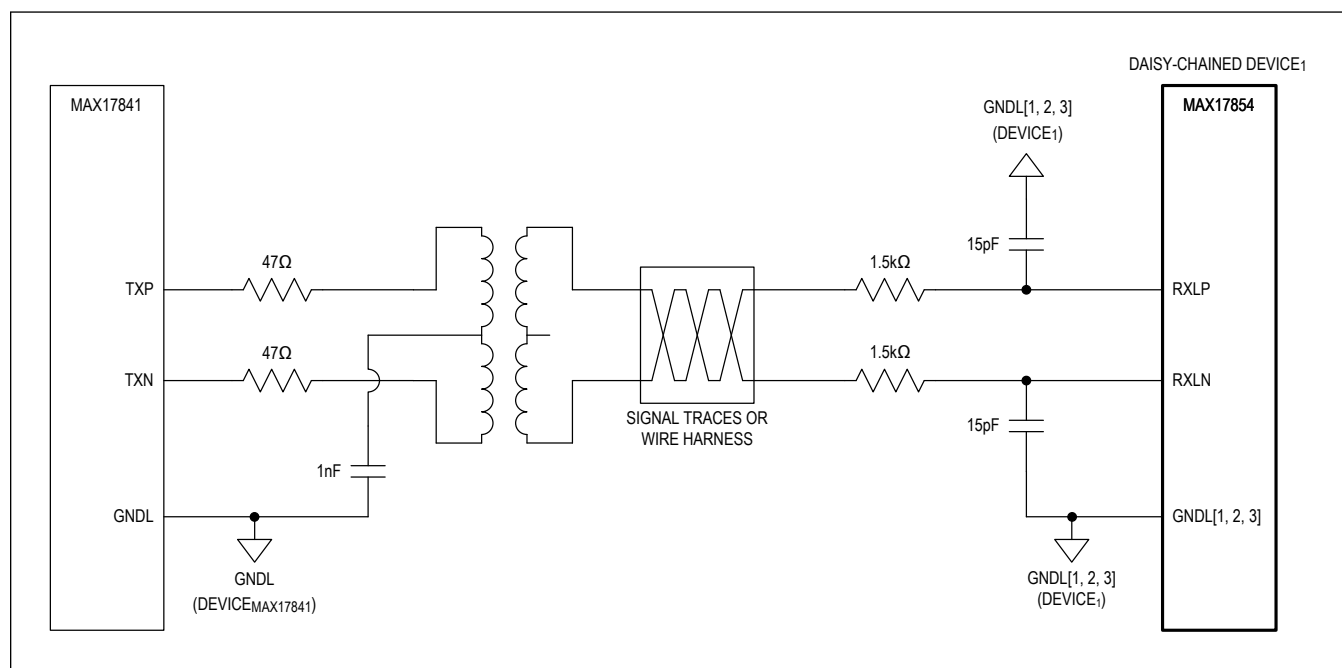 DAISY-CHAINED DEVICE1
MAX17841
MAX17854
GNDL[1, 2, 3]
(DEVICE1)
15pF
47Ω
1.5kΩ
TXP
RXLP
47Ω
1.5kΩ
TXN
RXLN
SIGNAL TRACES OR
WIRE HARNESS
15pF
1nF
GNDL
GNDL[1, 2, 3]
GNDL
(DEVICEMAX17841)
GNDL[1, 2, 3]
(DEVICE1)